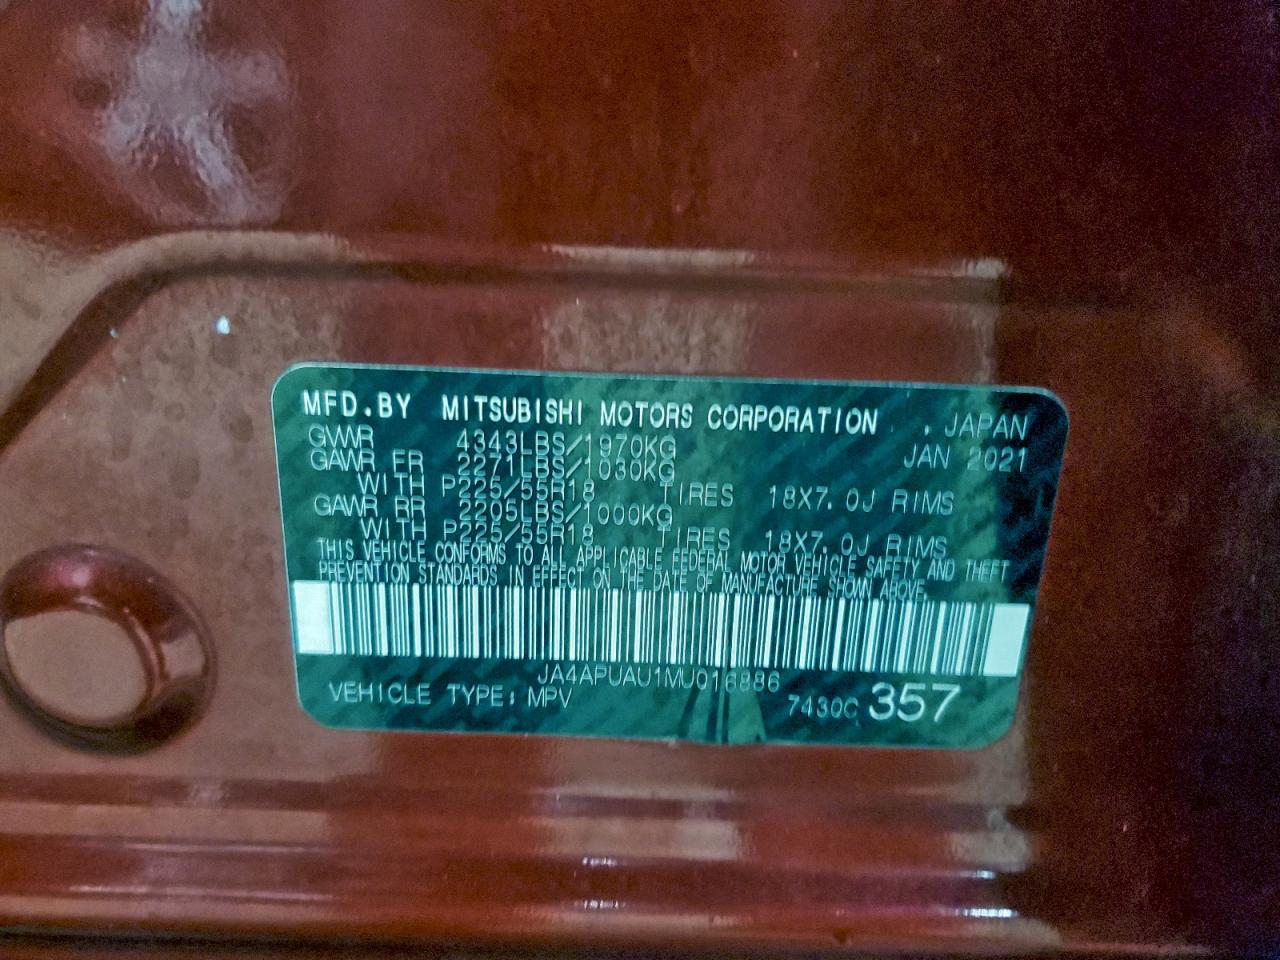 MFD.BY MITSUBISHI MOTORS CORPORATION , JAPAN
GVWR 4343LBS/1970KG JAN 2021
GAWR FR 2271LBS/1030KG
WITH P225/55R18 TIRES 18X7.0J RIMS
GAWR RR 2205LBS/1000KG
WITH P225/55R18 TIRES 18X7.0J RIMS
THIS VEHICLE CONFORMS TO ALL APPLICABLE FEDERAL MOTOR VEHICLE SAFETY AND THEFT
PREVENTION STANDARDS IN EFFECT ON THE DATE OF MANUFACTURE SHOWN ABOVE.
JA4APUAU1MU016886
VEHICLE TYPE: MPV 7430C 357